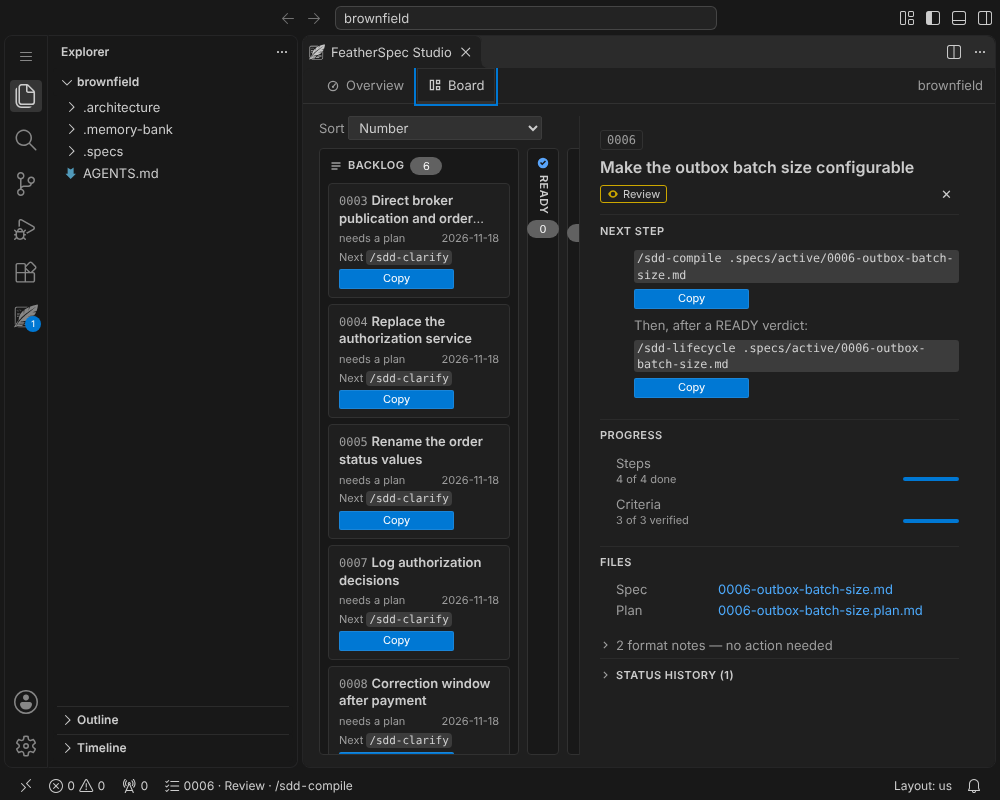 brownfield
Explorer
FeatherSpec Studio
brownfield
Overview
Board
brownfield
.architecture
.memory-bank
.specs
AGENTS.md
Sort
Number
BACKLOG
6
0003 Direct broker
publication and order…
needs a plan
2026-11-18
Next /sdd-clarify
Copy
0004 Replace the
authorization service
needs a plan
2026-11-18
Next /sdd-clarify
Copy
0005 Rename the order
status values
needs a plan
2026-11-18
Next /sdd-clarify
Copy
0007 Log authorization
decisions
needs a plan
2026-11-18
Next /sdd-clarify
Copy
0008 Correction window
after payment
needs a plan
2026-11-18
Next /sdd-clarify
READY
0
0006
Make the outbox batch size configurable
Review
NEXT STEP
/sdd-compile .specs/active/0006-outbox-batch-
size.md
Copy
Then, after a READY verdict:
/sdd-lifecycle .specs/active/0006-outbox-
batch-size.md
Copy
PROGRESS
Steps
4 of 4 done
Criteria
3 of 3 verified
FILES
Spec
0006-outbox-batch-size.md
Plan
0006-outbox-batch-size.plan.md
2 format notes — no action needed
STATUS HISTORY (1)
1
Outline
Timeline
0
0
0
0006 · Review · /sdd-compile
Layout: us